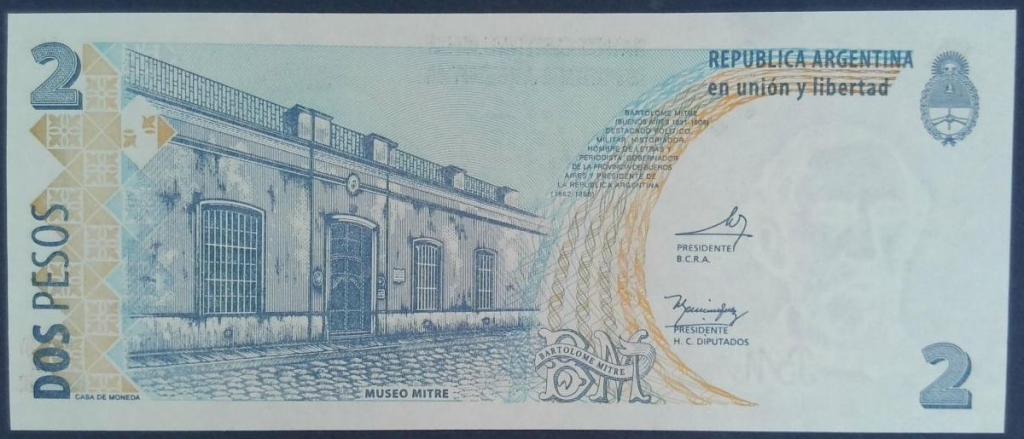 2
REPUBLICA ARGENTINA
en unión y libertad
BARTOLOME MITRE
(BUENOS AIRES 1821-1906)
DESTACADO POLITICO,
MILITAR, HISTORIADOR,
HOMBRE DE LETRAS Y
PERIODISTA. GOBERNADOR
DE LA PROVINCIA DE BUENOS
AIRES Y PRESIDENTE DE
LA REPUBLICA ARGENTINA
(1862-1868)
PRESIDENTE
B.C.R.A.
PRESIDENTE
H. C. DIPUTADOS
DOS PESOS
CASA DE MONEDA
MUSEO MITRE
BARTOLOME MITRE
BM
2